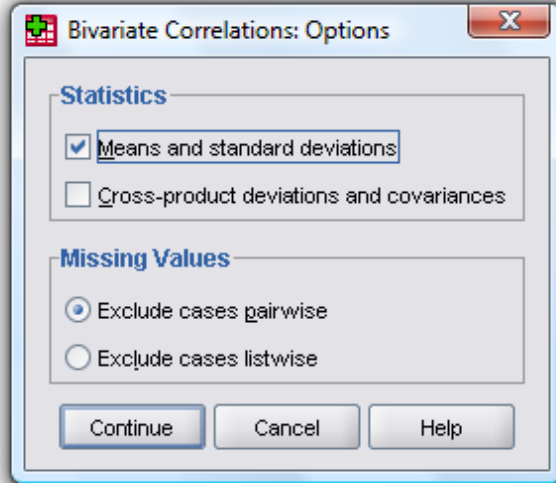 Bivariate Correlations: Options
Statistics
Means and standard deviations
Cross-product deviations and covariances
Missing Values
Exclude cases pairwise
Exclude cases listwise
Continue Cancel Help